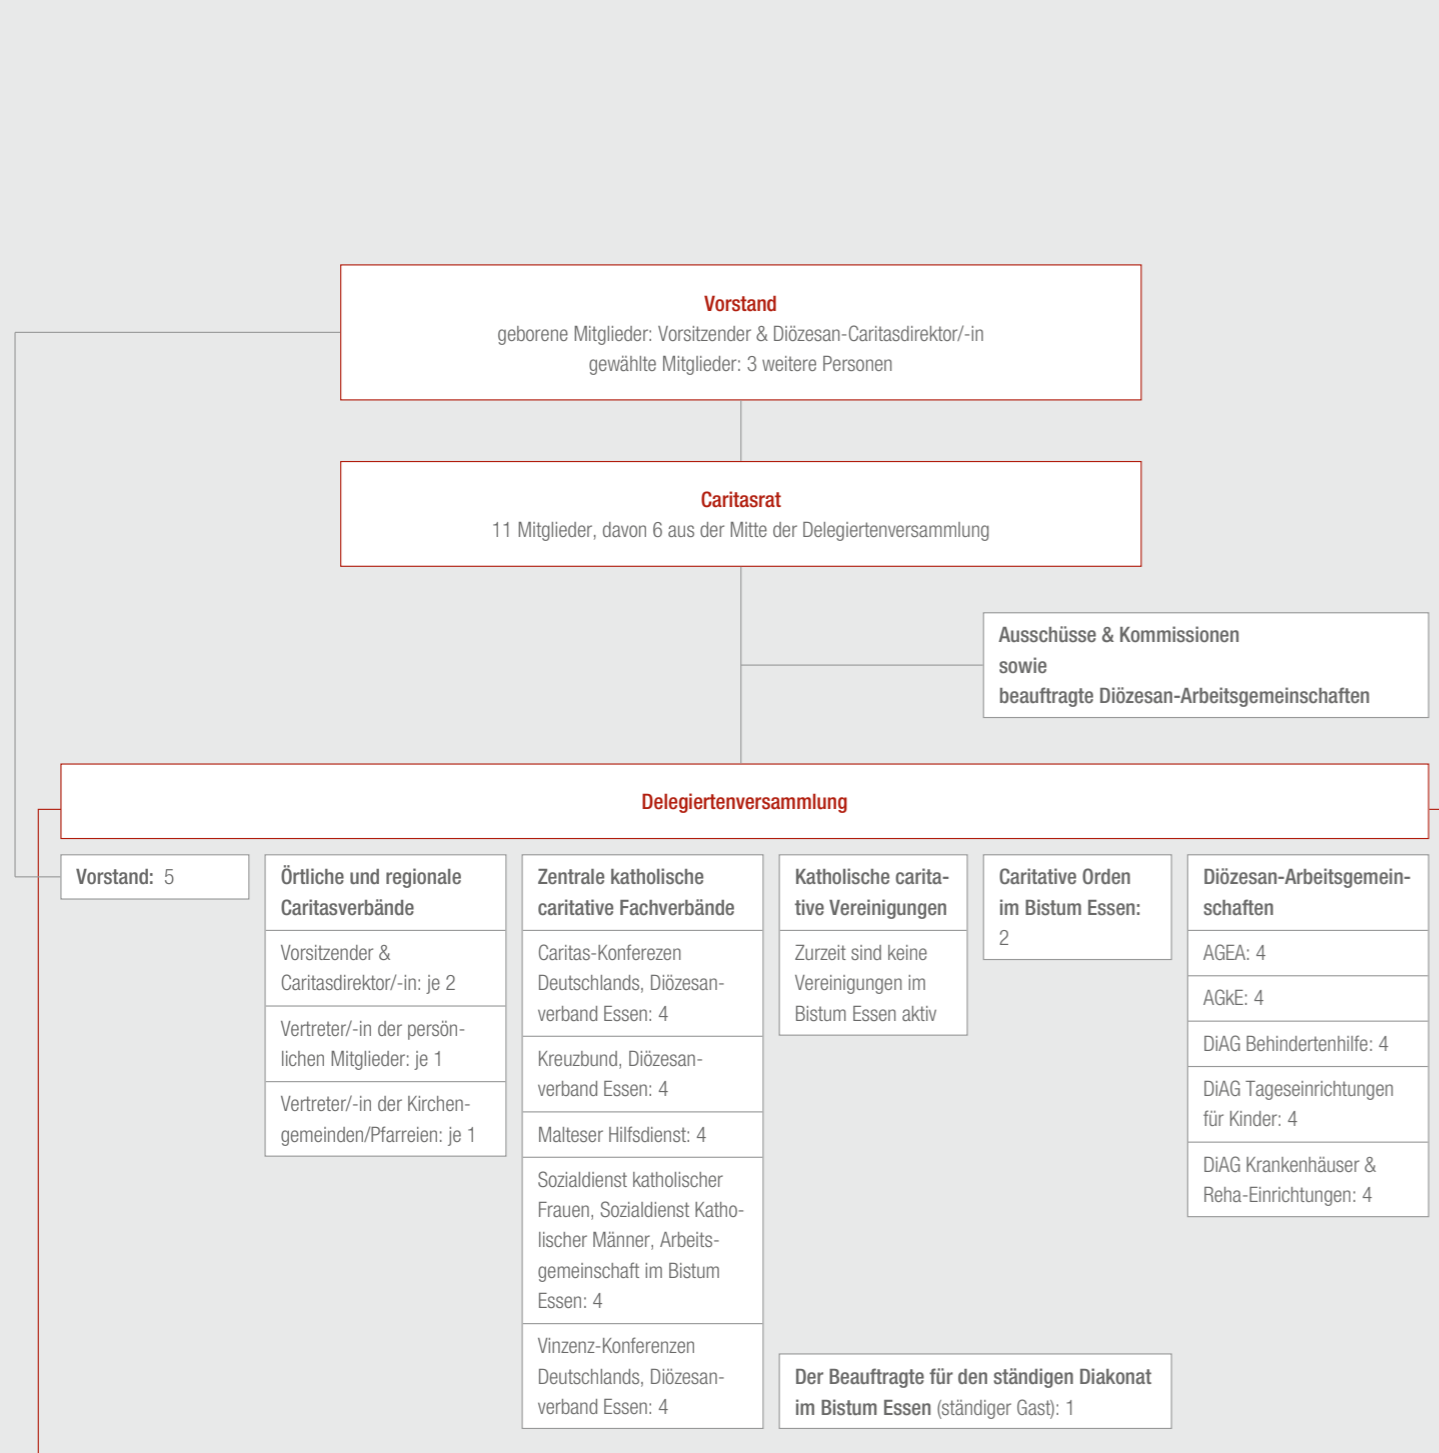 Vorstand
geborene Mitglieder: Vorsitzender & Diözesan-Caritasdirektor/-in
gewählte Mitglieder: 3 weitere Personen
Caritasrat
11 Mitglieder, davon 6 aus der Mitte der Delegiertenversammlung
Ausschüsse & Kommissionen
sowie
beauftragte Diözesan-Arbeitsgemeinschaften
Delegiertenversammlung
Vorstand: 5
Örtliche und regionale
Caritasverbände
Vorsitzender &
Caritasdirektor/-in: je 2
Vertreter/-in der persön-
lichen Mitglieder: je 1
Vertreter/-in der Kirchen-
gemeinden/Pfarreien: je 1
Zentrale katholische
caritative Fachverbände
Caritas-Konferezen
Deutschlands, Diözesan-
verband Essen: 4
Kreuzbund, Diözesan-
verband Essen: 4
Malteser Hilfsdienst: 4
Sozialdienst katholischer
Frauen, Sozialdienst Katho-
lischer Männer, Arbeits-
gemeinschaft im Bistum
Essen: 4
Vinzenz-Konferenzen
Deutschlands, Diözesan-
verband Essen: 4
Katholische carita-
tive Vereinigungen
Zurzeit sind keine
Vereinigungen im
Bistum Essen aktiv
Caritative Orden
im Bistum Essen:
2
Diözesan-Arbeitsgemein-
schaften
AGEA: 4
AGkE: 4
DiAG Behindertenhilfe: 4
DiAG Tageseinrichtungen
für Kinder: 4
DiAG Krankenhäuser &
Reha-Einrichtungen: 4
Der Beauftragte für den ständigen Diakonat
im Bistum Essen (ständiger Gast): 1